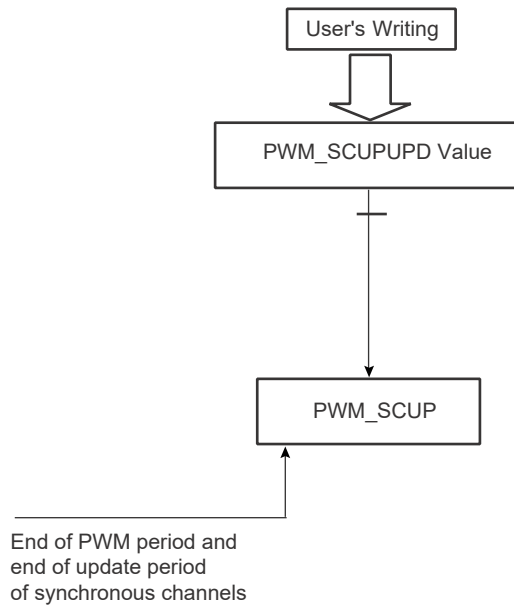 User's Writing
PWM_SCUPUPD Value
PWM_SCUP
End of PWM period and
end of update period
of synchronous channels